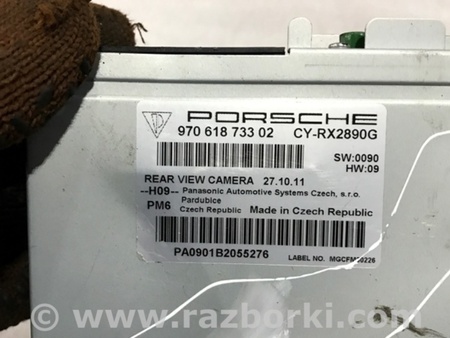 PORSCHE
970 618 733 02 CY-RX2890G
SW:0090
HW:09
REAR VIEW CAMERA 27.10.11
--H09-- Panasonic Automotive Systems Czech, s.r.o.
PM6 Pardubice
Czech Republic Made in Czech Republic
PA0901B2055276 LABEL NO. MGCFM00226
www.razborki.com